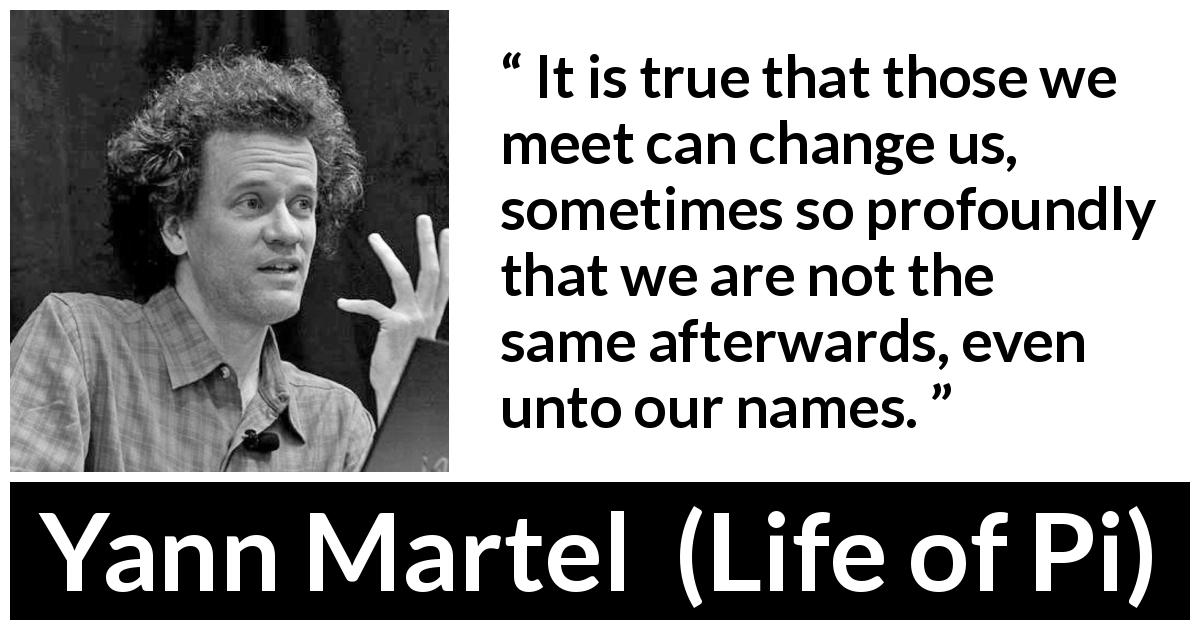 “ It is true that those we
meet can change us,
sometimes so profoundly
that we are not the
same afterwards, even
unto our names. ”
Yann Martel (Life of Pi)